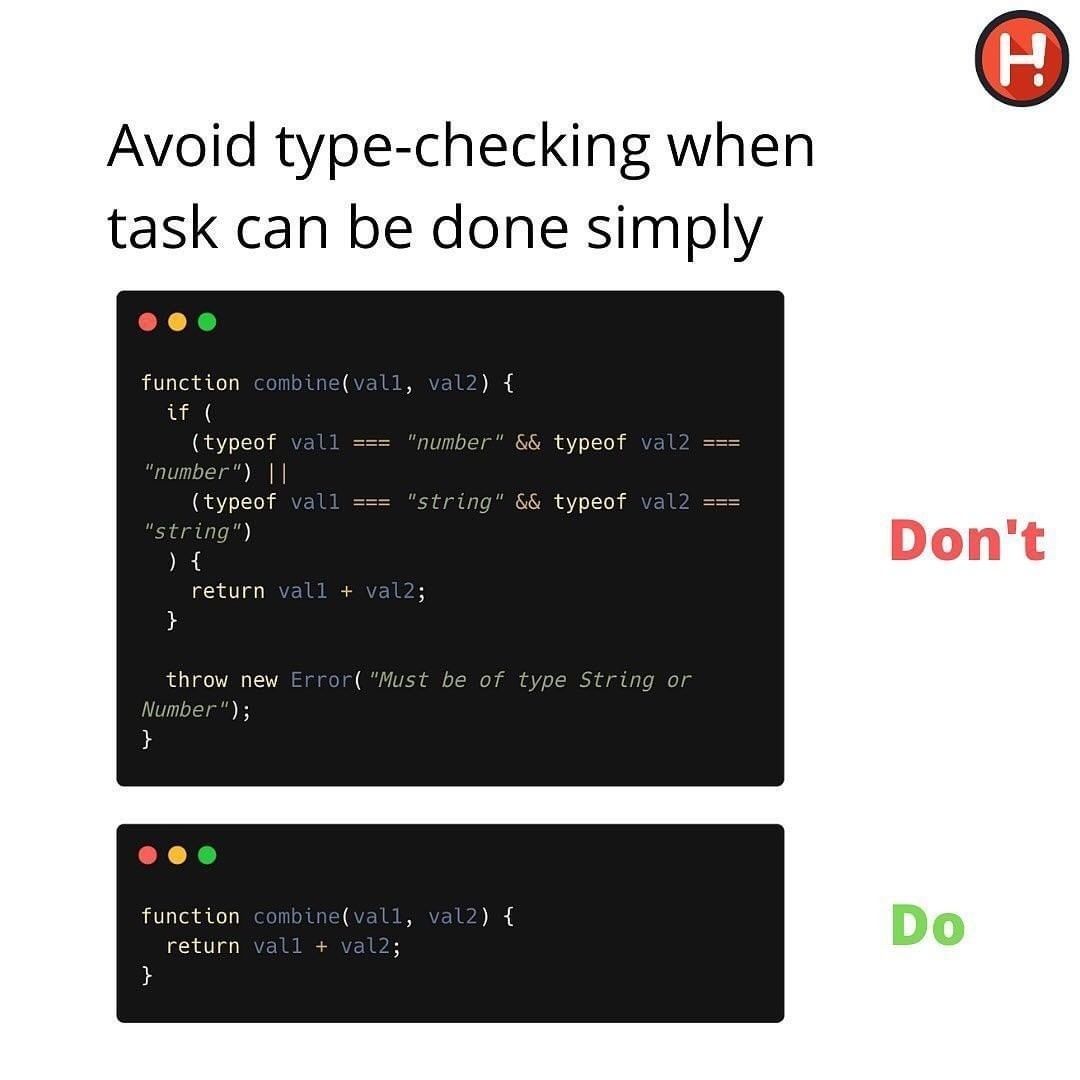 H!
Avoid type-checking when
task can be done simply
function combine(val1, val2) {
  if (
    (typeof val1 === "number" && typeof val2 ===
"number") ||
    (typeof val1 === "string" && typeof val2 ===
"string")
  ) {
    return val1 + val2;
  }

  throw new Error("Must be of type String or
Number");
}
Don't
function combine(val1, val2) {
  return val1 + val2;
}
Do